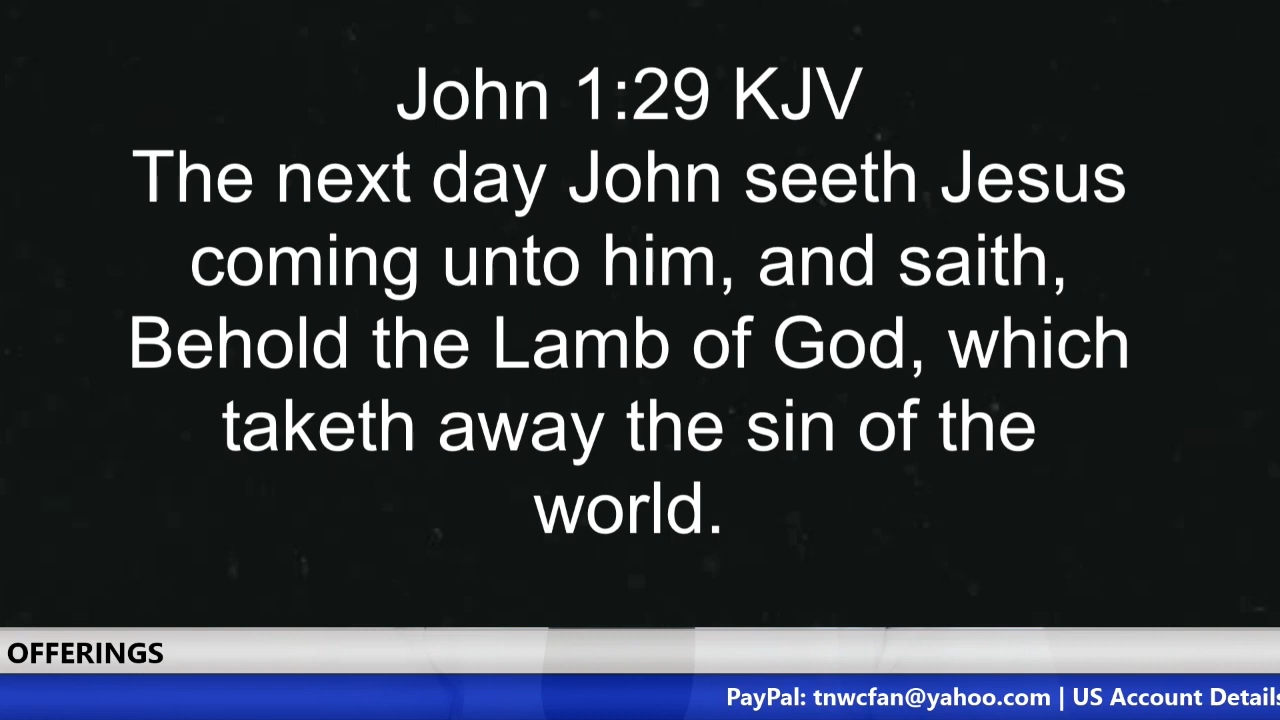 John 1:29 KJV
The next day John seeth Jesus
coming unto him, and saith,
Behold the Lamb of God, which
taketh away the sin of the
world.
OFFERINGS
PayPal: tnwcfan@yahoo.com | US Account Details